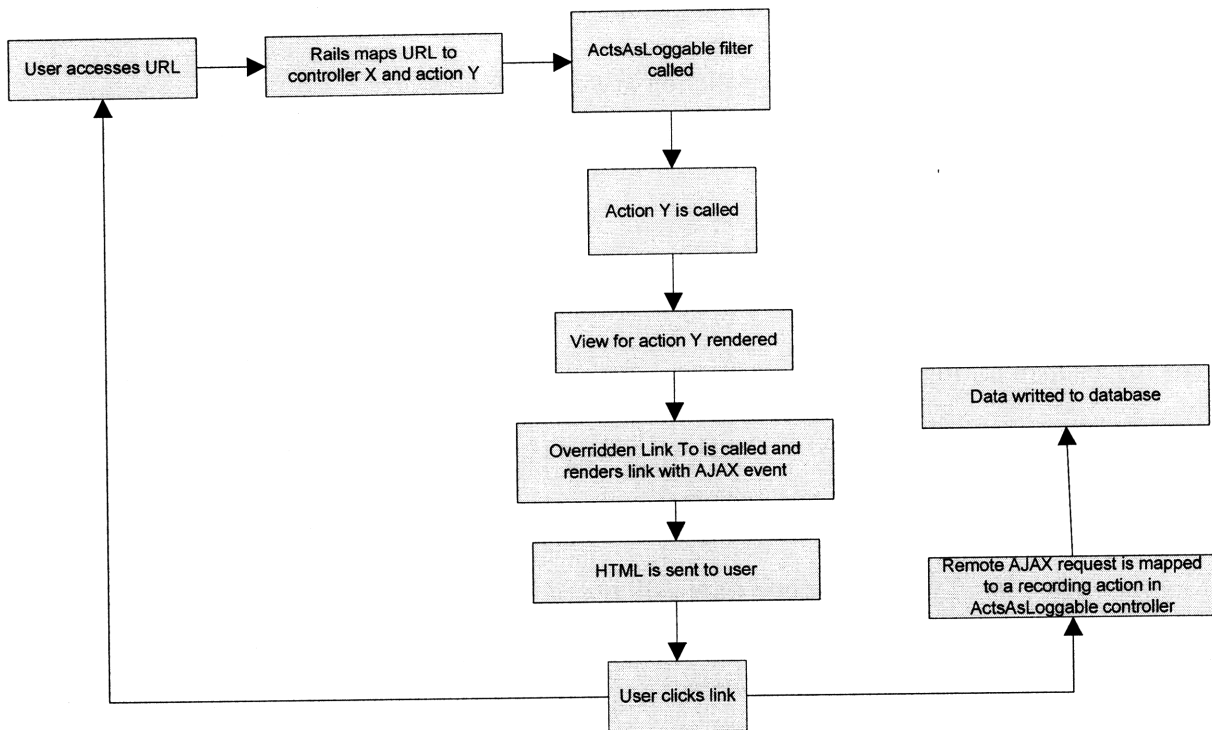 User accesses URL
Rails maps URL to
controller X and action Y
ActsAsLoggable filter
called
Action Y is called
View for action Y rendered
Overridden Link To is called and
renders link with AJAX event
HTML is sent to user
User clicks link
Data writted to database
Remote AJAX request is mapped
to a recording action in
ActsAsLoggable controller